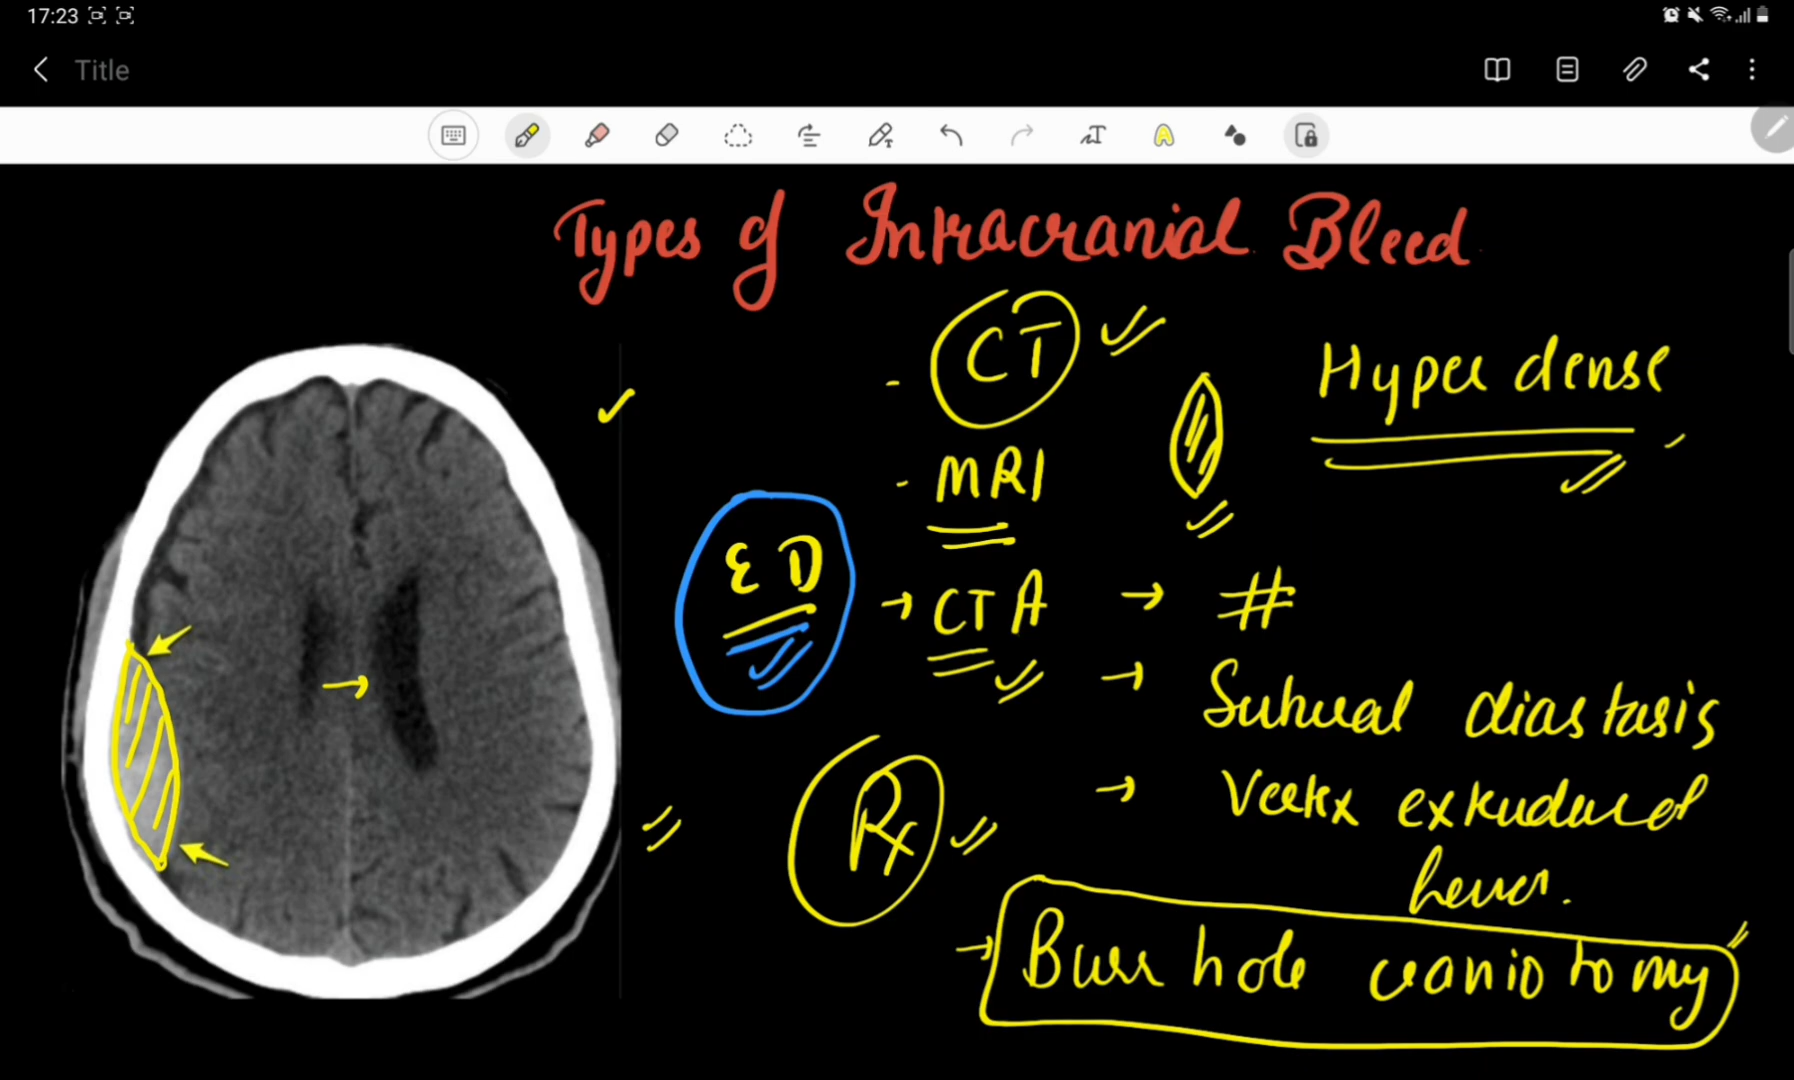 17:23
Title
Types of Intracranial Bleed
CT
Hyper dense
MRI
ED
CTA → #
→ Sutural diastasis
→ Vertex extradural
hemor.
Rx
→ Burr hole craniotomy